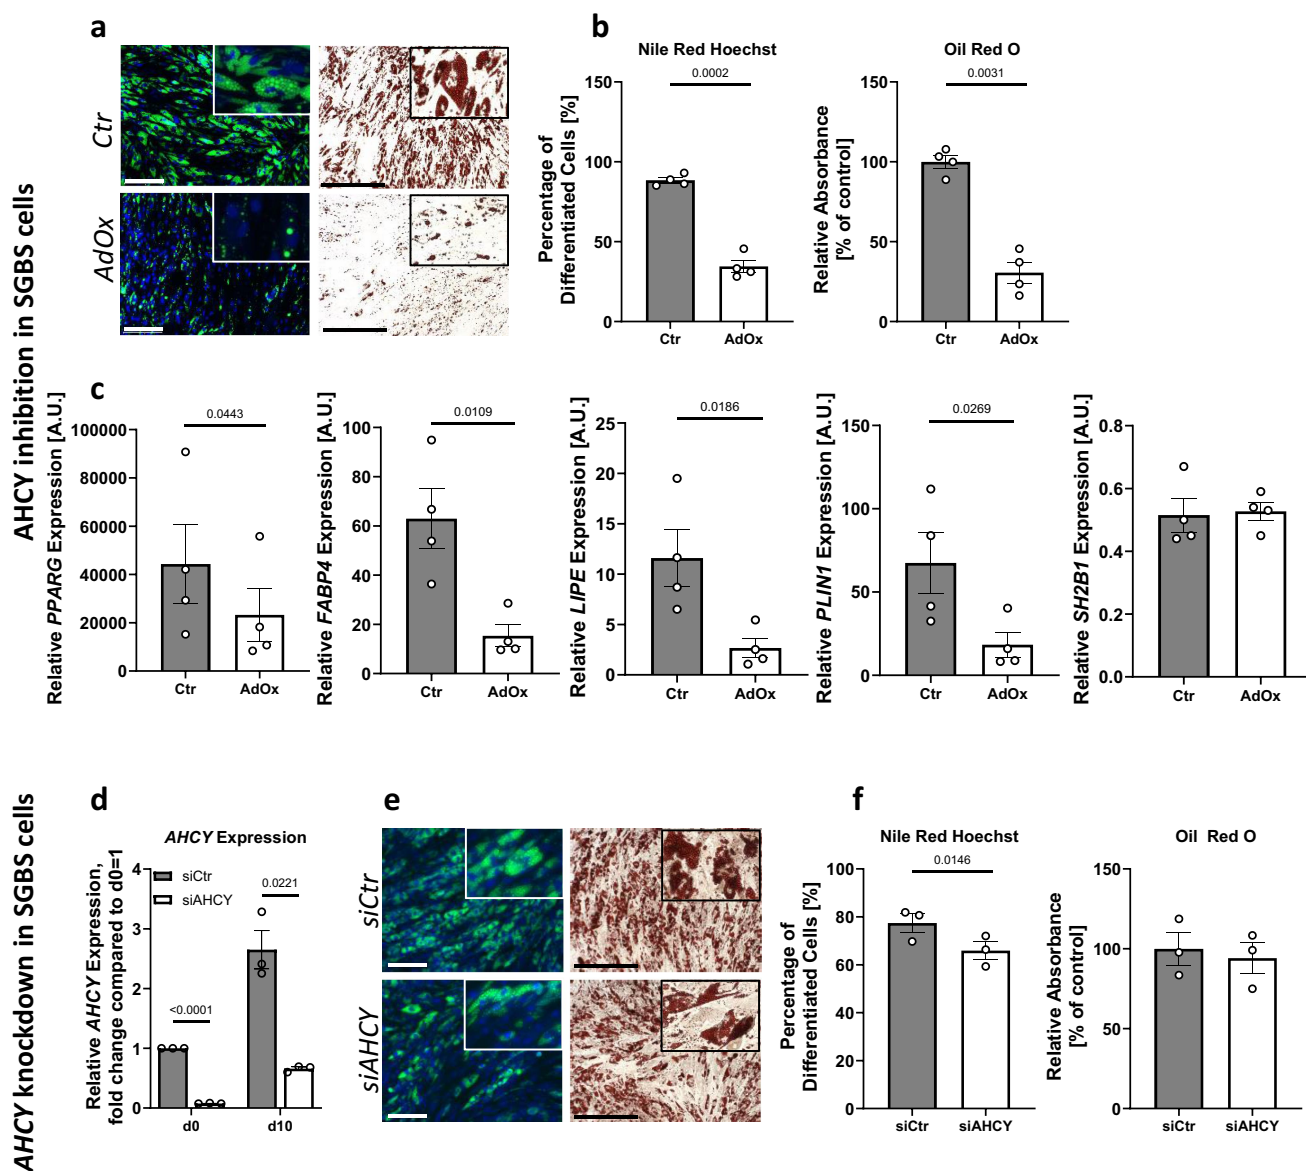 AHCY inhibition in SGBS cells
a
Ctr
AdOx
b
Nile Red Hoechst
Percentage of
Differentiated Cells [%]
0.0002
150
100
50
0
Ctr
AdOx
Oil Red O
Relative Absorbance
[% of control]
0.0031
150
100
50
0
Ctr
AdOx
c
Relative PPARG Expression [A.U.]
0.0443
100000
80000
60000
40000
20000
0
Ctr
AdOx
Relative FABP4 Expression [A.U.]
0.0109
100
80
60
40
20
0
Ctr
AdOx
Relative LIPE Expression [A.U.]
0.0186
25
20
15
10
5
0
Ctr
AdOx
Relative PLIN1 Expression [A.U.]
0.0269
150
100
50
0
Ctr
AdOx
Relative SH2B1 Expression [A.U.]
0.8
0.6
0.4
0.2
0.0
Ctr
AdOx
AHCY knockdown in SGBS cells
d
AHCY Expression
Relative AHCY Expression,
fold change compared to d0=1
siCtr
siAHCY
0.0221
<0.0001
4
3
2
1
0
d0
d10
e
siCtr
siAHCY
f
Nile Red Hoechst
Percentage of
Differentiated Cells [%]
0.0146
100
80
60
40
20
0
siCtr
siAHCY
Oil Red O
Relative Absorbance
[% of control]
150
100
50
0
siCtr
siAHCY